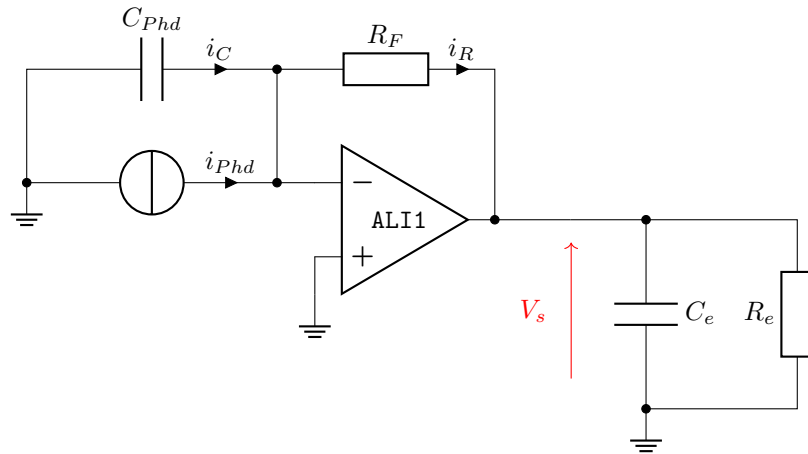 C_{Phd}
i_C
R_F
i_R
i_{Phd}
−
ALI1
+
V_s
C_e
R_e